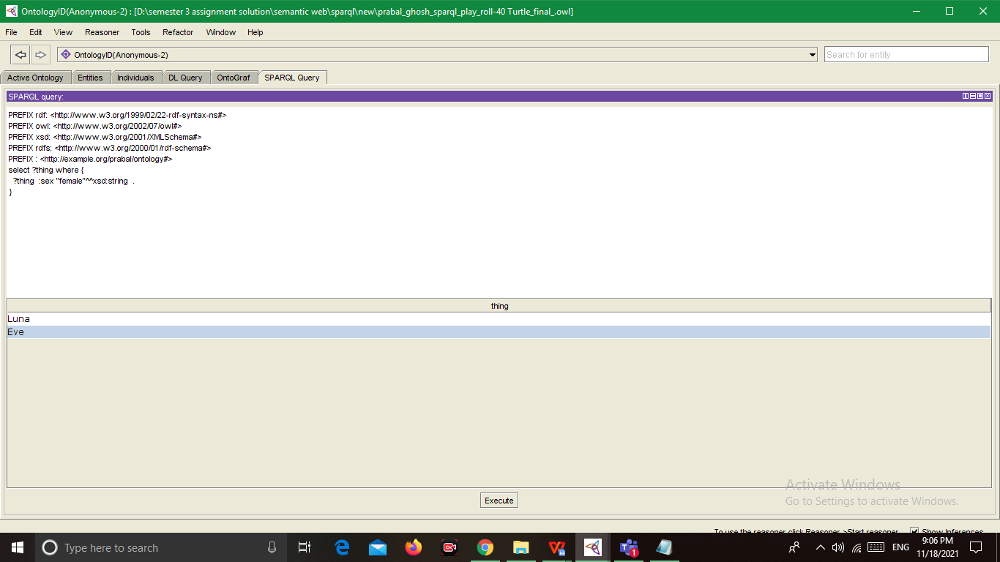 OntologyID(Anonymous-2) : [D:\semester 3 assignment solution\semantic web\sparql\new\prabal_ghosh_sparql_play_roll-40 Turtle_final_.owl]
File Edit View Reasoner Tools Refactor Window Help
OntologyID(Anonymous-2)
Search for entity
Active Ontology Entities Individuals DL Query OntoGraf SPARQL Query
SPARQL query:
PREFIX rdf: <http://www.w3.org/1999/02/22-rdf-syntax-ns#>
PREFIX owl: <http://www.w3.org/2002/07/owl#>
PREFIX xsd: <http://www.w3.org/2001/XMLSchema#>
PREFIX rdfs: <http://www.w3.org/2000/01/rdf-schema#>
PREFIX : <http://example.org/prabal/ontology#>
select ?thing where {
?thing :sex "female"^^xsd:string .
}
thing
Luna
Eve
Execute
Activate Windows
Go to Settings to activate Windows.
To use the reasoner click Reasoner->Start reasoner Show Inferences
Type here to search
ENG
9:06 PM
11/18/2021